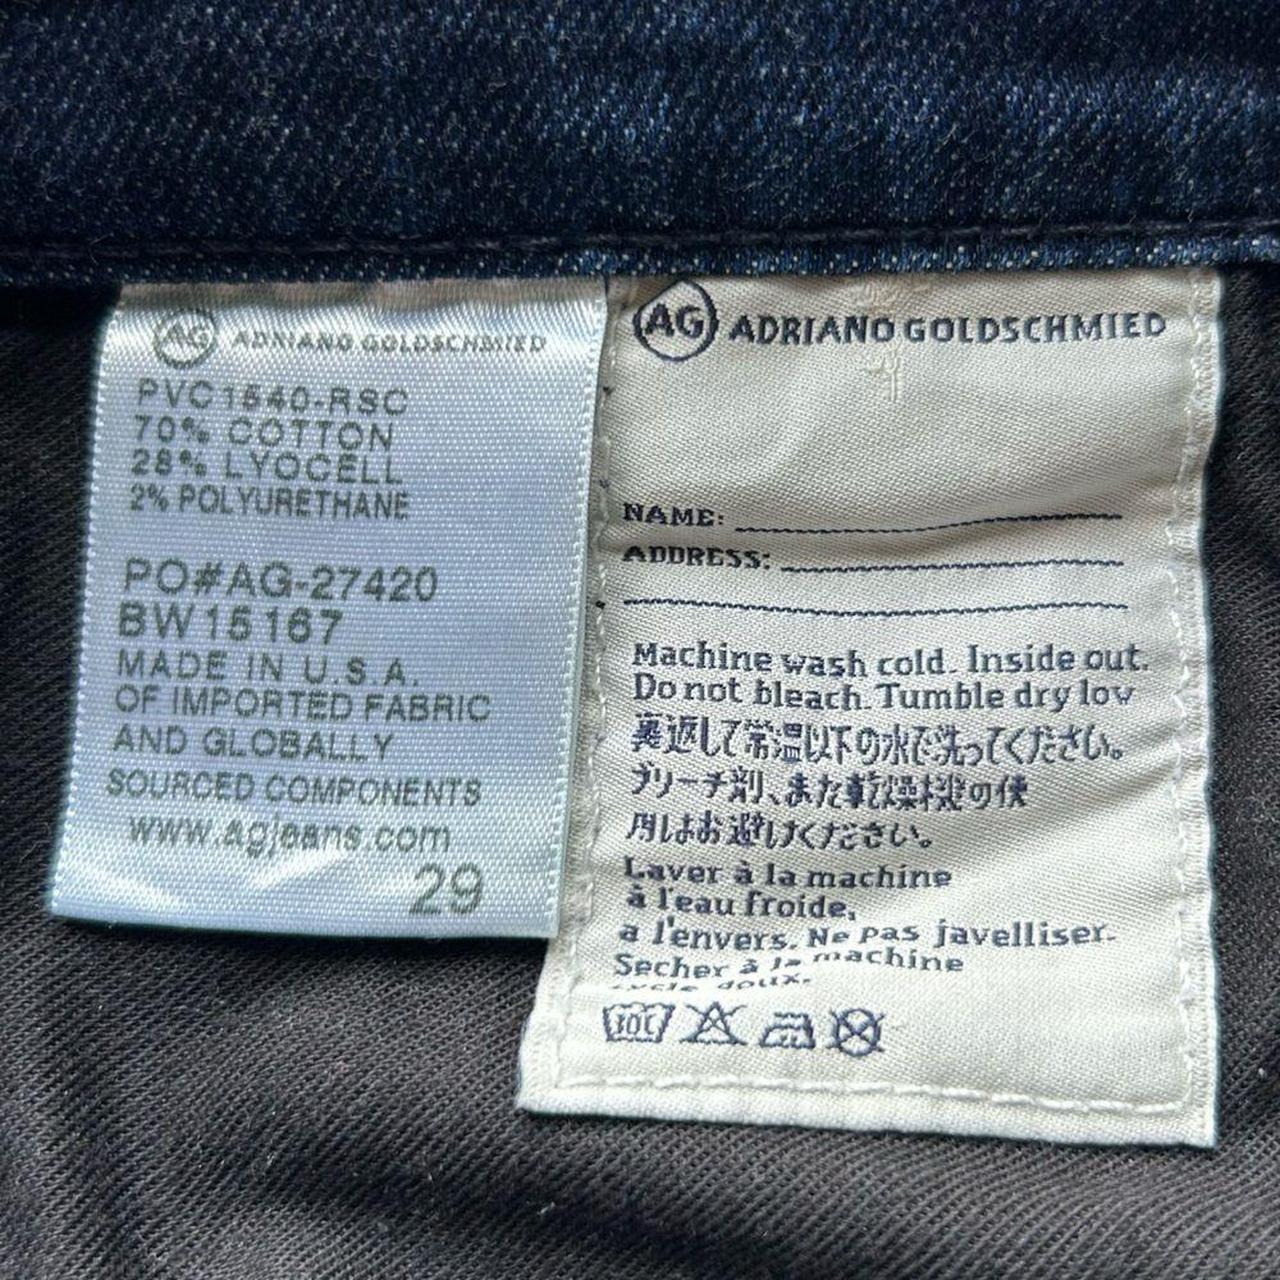 AG ADRIANO GOLDSCHMIED
PVC1540-RSC
70% COTTON
28% LYOCELL
2% POLYURETHANE
PO#AG-27420
BW15167
MADE IN U.S.A.
OF IMPORTED FABRIC
AND GLOBALLY
SOURCED COMPONENTS
www.agjeans.com
29
AG ADRIANO GOLDSCHMIED
NAME:
ADDRESS:
Machine wash cold. Inside out.
Do not bleach. Tumble dry low
裏返して常温以下の水で洗ってください。
ブリーチ剤、また乾燥機の使
用はお避けください。
Laver à la machine
à l'eau froide,
a l'envers. Ne pas javelliser.
Secher à la machine
cycle doux.